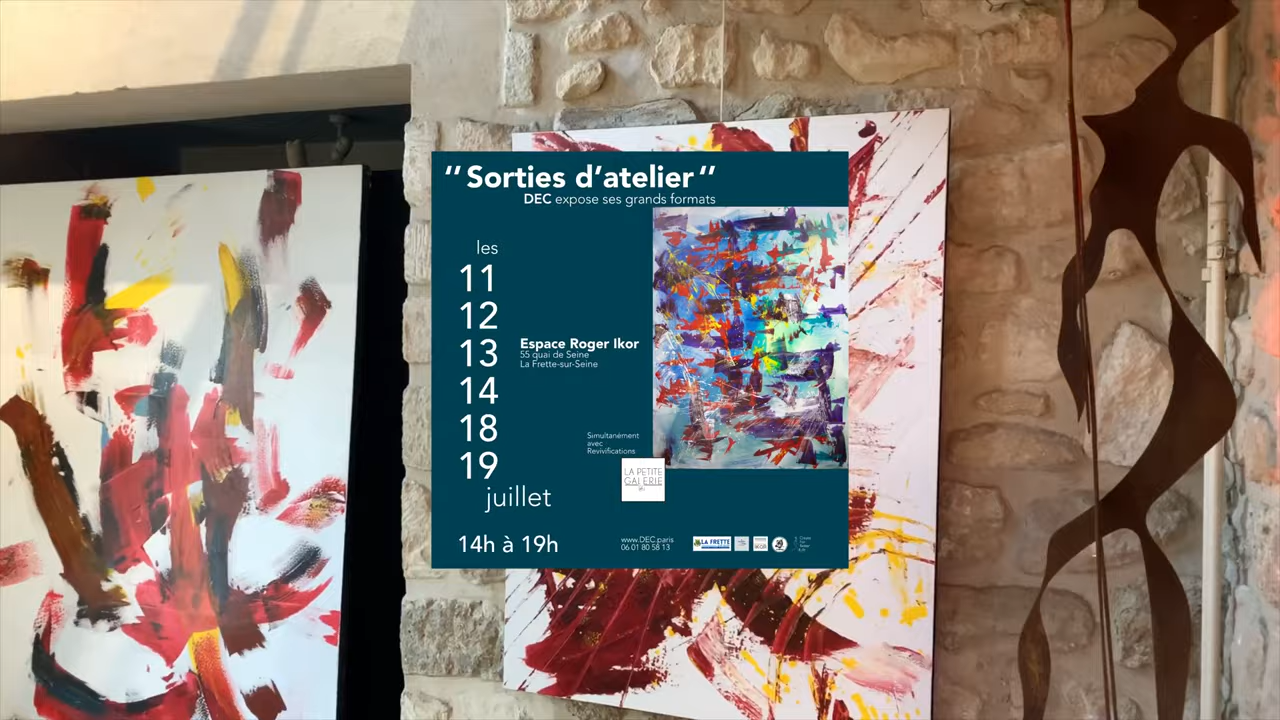 "Sorties d'atelier"
DEC expose ses grands formats
les
11
12
13
14
18
19
juillet
Espace Roger Ikor
55 quai de Seine
La Frette-sur-Seine
Simultanément
avec
Revivifications
LA PETITE
GALERIE
14h à 19h
www.DEC.paris
06 01 80 58 13
LA FRETTE